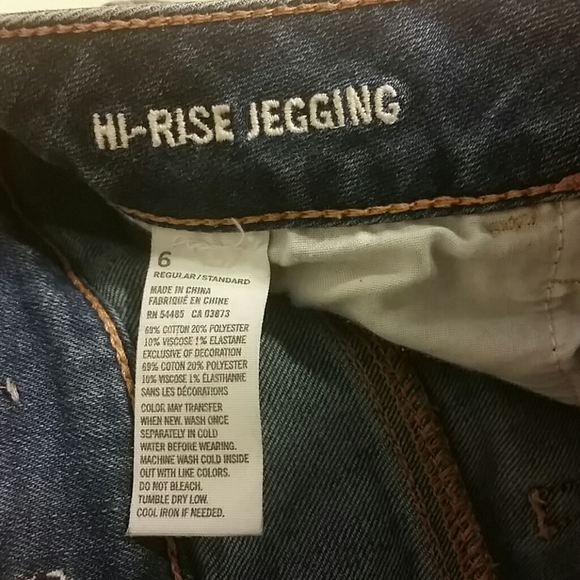 HI-RISE JEGGING
6
REGULAR/STANDARD
MADE IN CHINA
FABRIQUÉ EN CHINE
RN 54485 CA 03673
69% COTTON 20% POLYESTER
10% VISCOSE 1% ELASTANE
EXCLUSIVE OF DECORATION
69% COTON 20% POLYESTER
10% VISCOSE 1% ÉLASTHANNE
SANS LES DÉCORATIONS
COLOR MAY TRANSFER
WHEN NEW. WASH ONCE
SEPARATELY IN COLD
WATER BEFORE WEARING.
MACHINE WASH COLD INSIDE
OUT WITH LIKE COLORS.
DO NOT BLEACH.
TUMBLE DRY LOW.
COOL IRON IF NEEDED.